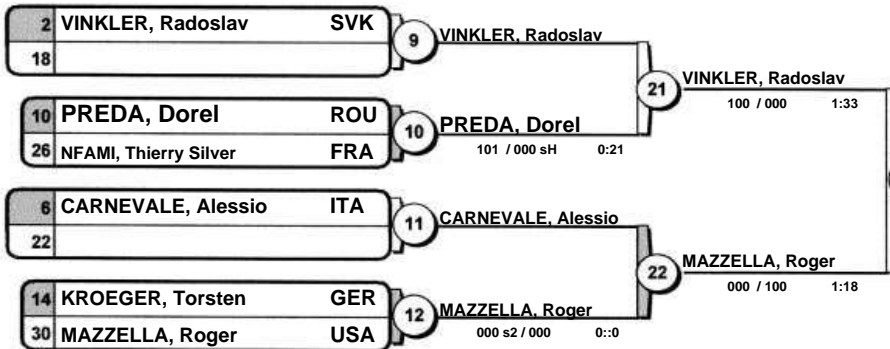 2 VINKLER, Radoslav SVK
18
9
VINKLER, Radoslav
10 PREDA, Dorel ROU
26 NFAMI, Thierry Silver FRA
10
PREDA, Dorel
101 / 000 sH 0:21
21
VINKLER, Radoslav
100 / 000 1:33
6 CARNEVALE, Alessio ITA
22
11
CARNEVALE, Alessio
14 KROEGER, Torsten GER
30 MAZZELLA, Roger USA
12
MAZZELLA, Roger
000 s2 / 000 0::0
22
MAZZELLA, Roger
000 / 100 1:18